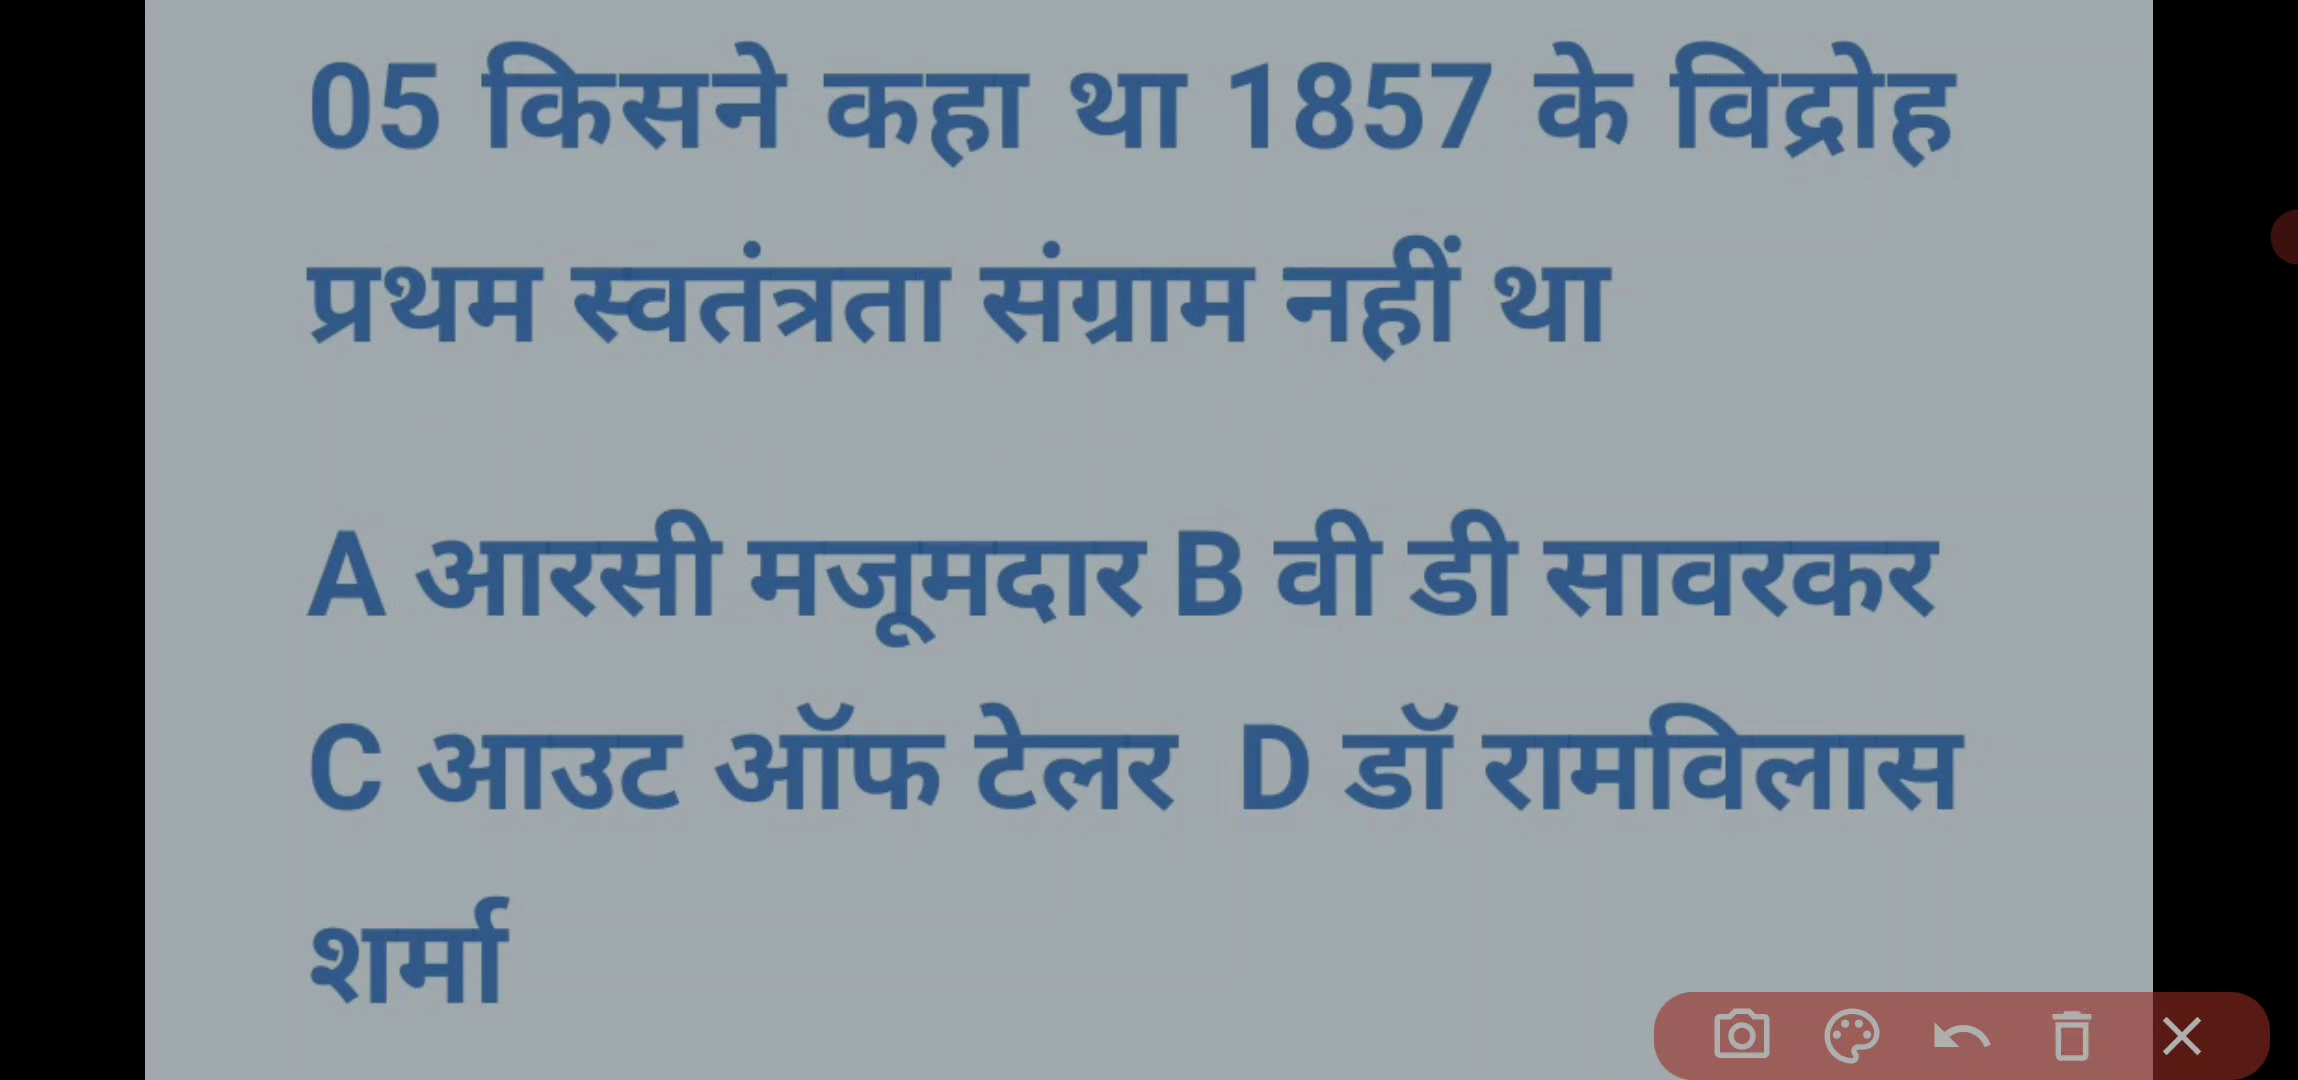 05 किसने कहा था 1857 के विद्रोह
प्रथम स्वतंत्रता संग्राम नहीं था
A आरसी मजूमदार B वी डी सावरकर
C आउट ऑफ टेलर D डॉ रामविलास
शर्मा